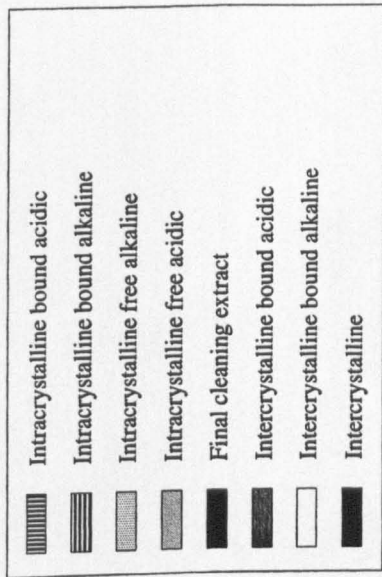 Intracrystalline bound acidic
Intracrystalline bound alkaline
Intracrystalline free alkaline
Intracrystalline free acidic
Final cleaning extract
Intercrystalline bound acidic
Intercrystalline bound alkaline
Intercrystalline